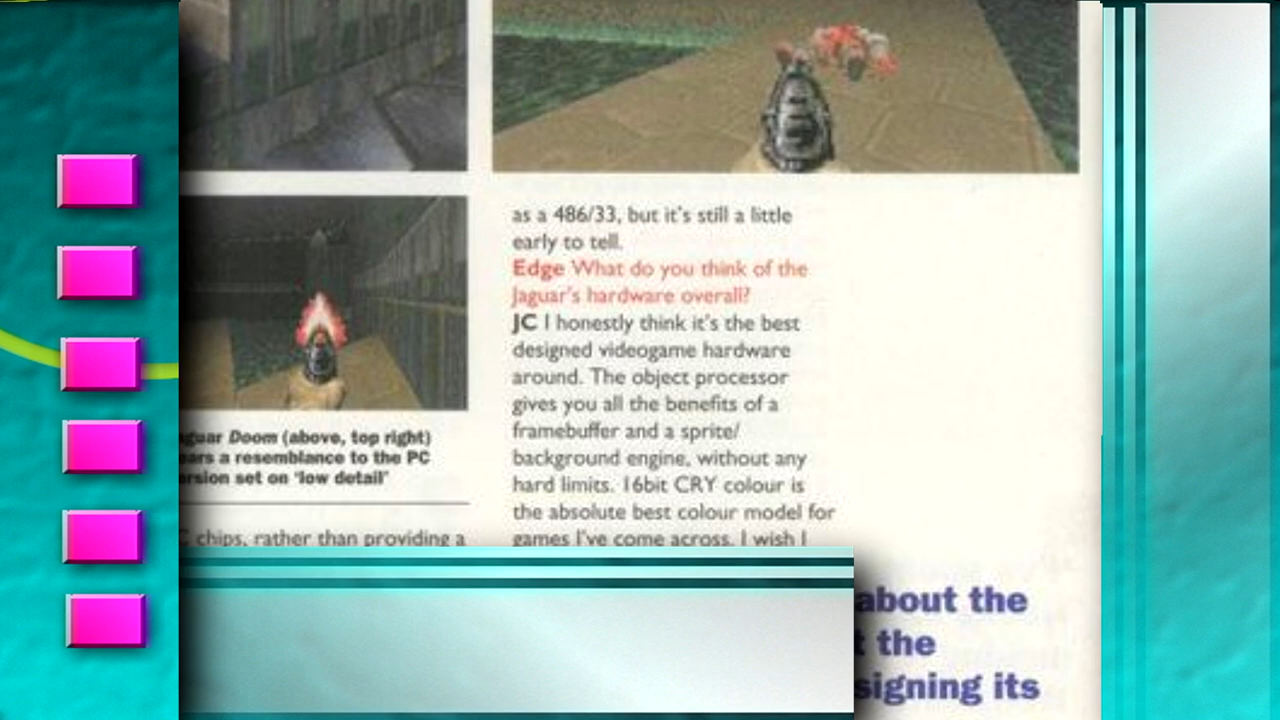 as a 486/33, but it's still a little
early to tell.
Edge What do you think of the
Jaguar's hardware overall?
JC I honestly think it's the best
designed videogame hardware
around. The object processor
gives you all the benefits of a
framebuffer and a sprite/
background engine, without any
hard limits. 16bit CRY colour is
the absolute best colour model for
games I've come across. I wish I
Doom (above, top right)
a resemblance to the PC
set on 'low detail'
chips, rather than providing a
about the
the
its